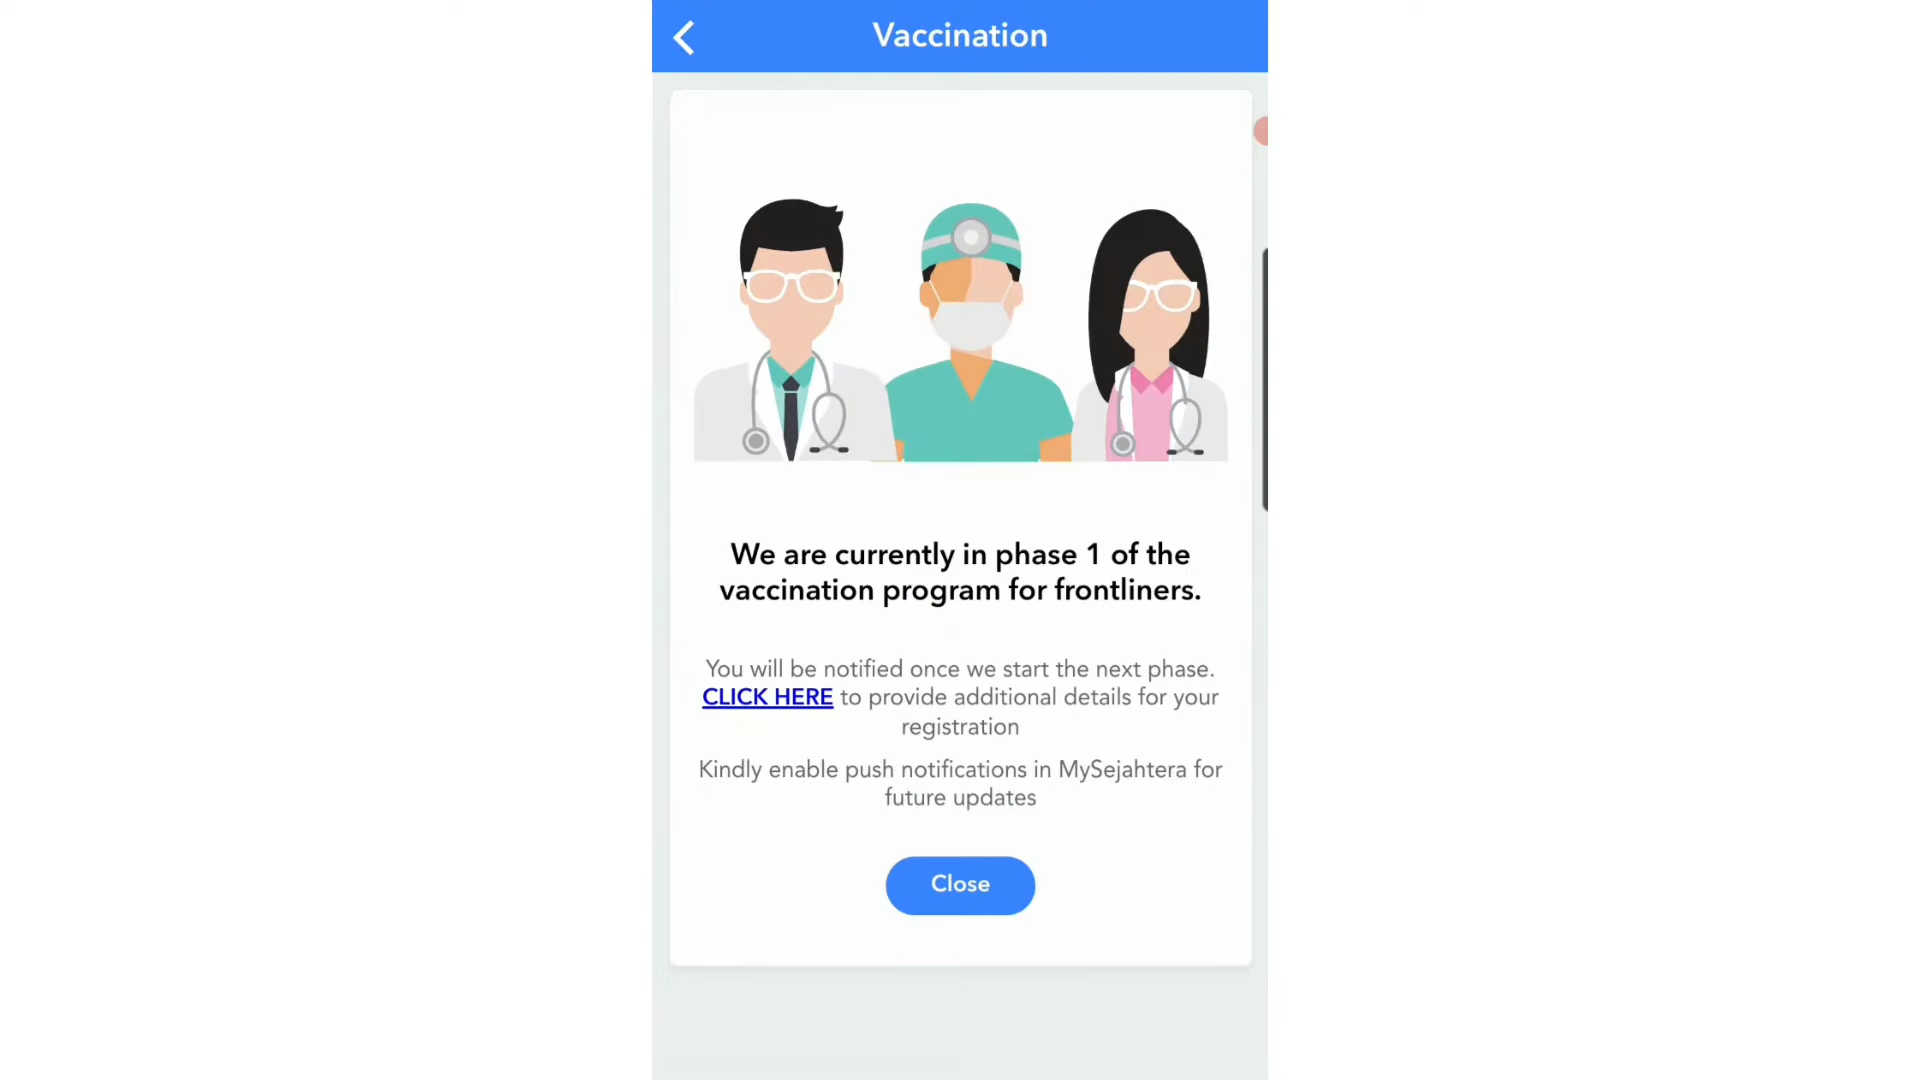 Vaccination
We are currently in phase 1 of the
vaccination program for frontliners.
You will be notified once we start the next phase.
CLICK HERE to provide additional details for your
registration
Kindly enable push notifications in MySejahtera for
future updates
Close